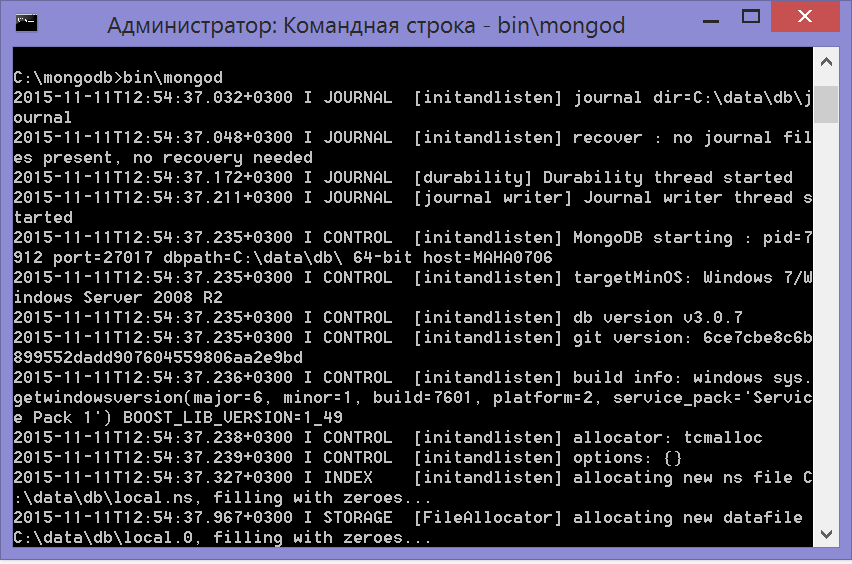 Администратор: Командная строка - bin\mongod
C:\mongodb>bin\mongod
2015-11-11T12:54:37.032+0300 I JOURNAL  [initandlisten] journal dir=C:\data\db\j
ournal
2015-11-11T12:54:37.048+0300 I JOURNAL  [initandlisten] recover : no journal fil
es present, no recovery needed
2015-11-11T12:54:37.172+0300 I JOURNAL  [durability] Durability thread started
2015-11-11T12:54:37.211+0300 I JOURNAL  [journal writer] Journal writer thread s
tarted
2015-11-11T12:54:37.235+0300 I CONTROL  [initandlisten] MongoDB starting : pid=7
912 port=27017 dbpath=C:\data\db\ 64-bit host=MAHA0706
2015-11-11T12:54:37.235+0300 I CONTROL  [initandlisten] targetMinOS: Windows 7/W
indows Server 2008 R2
2015-11-11T12:54:37.235+0300 I CONTROL  [initandlisten] db version v3.0.7
2015-11-11T12:54:37.235+0300 I CONTROL  [initandlisten] git version: 6ce7cbe8c6b
899552dadd907604559806aa2e9bd
2015-11-11T12:54:37.236+0300 I CONTROL  [initandlisten] build info: windows sys.
getwindowsversion(major=6, minor=1, build=7601, platform=2, service_pack='Servic
e Pack 1') BOOST_LIB_VERSION=1_49
2015-11-11T12:54:37.238+0300 I CONTROL  [initandlisten] allocator: tcmalloc
2015-11-11T12:54:37.239+0300 I CONTROL  [initandlisten] options: {}
2015-11-11T12:54:37.327+0300 I INDEX    [initandlisten] allocating new ns file C
:\data\db\local.ns, filling with zeroes...
2015-11-11T12:54:37.967+0300 I STORAGE  [FileAllocator] allocating new datafile
C:\data\db\local.0, filling with zeroes...